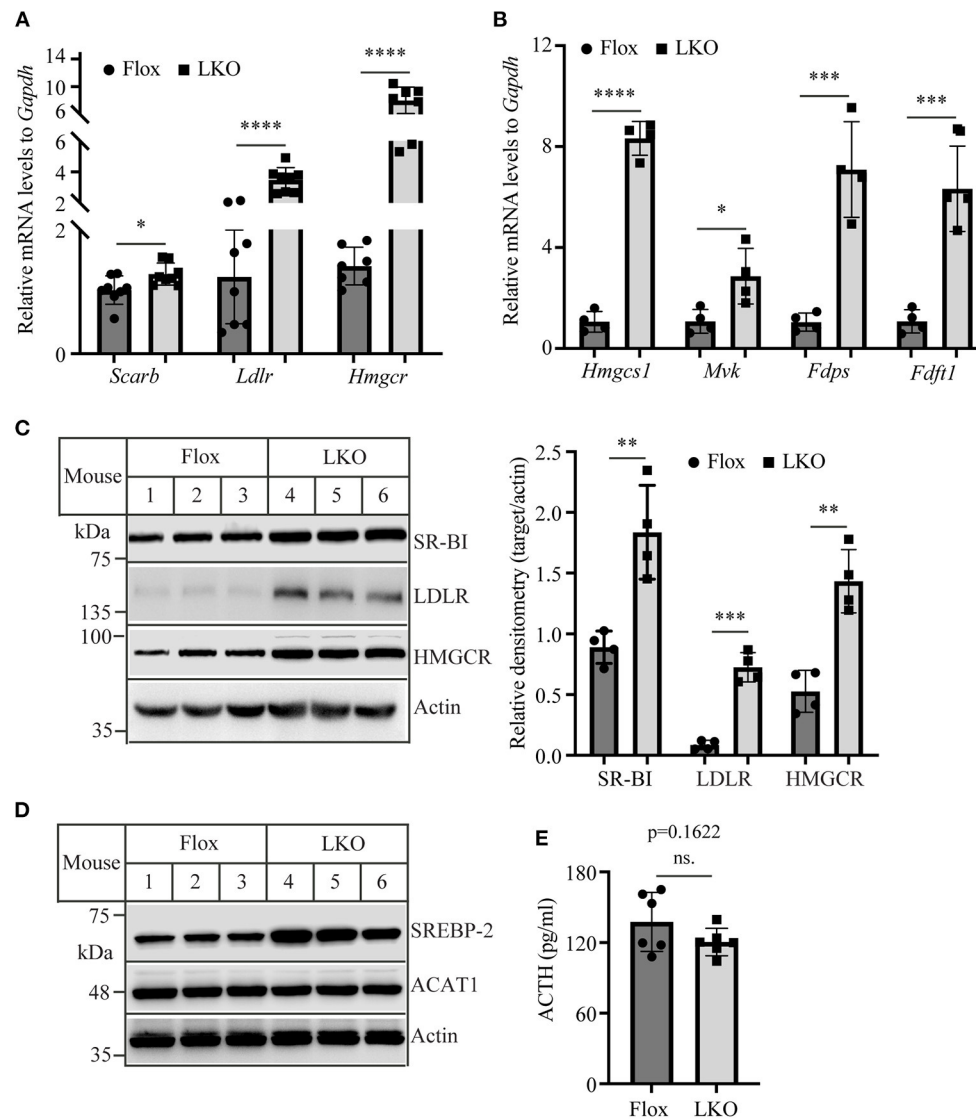 A
Relative mRNA levels to Gapdh
14
10
6
6
4
2
2
0
Flox
LKO
*
****
****
Scarb
Ldlr
Hmgcr
B
Relative mRNA levels to Gapdh
12
8
4
0
Flox
LKO
****
*
***
***
Hmgcs1
Mvk
Fdps
Fdft1
C
Mouse
Flox
LKO
1 2 3 4 5 6
kDa
75
135
100
35
SR-BI
LDLR
HMGCR
Actin
Relative densitometry (target/actin)
2.5
2.0
1.5
1.0
0.5
0.0
Flox
LKO
**
***
**
SR-BI
LDLR
HMGCR
D
Mouse
Flox
LKO
1 2 3 4 5 6
75
kDa
48
35
SREBP-2
ACAT1
Actin
E
p=0.1622
ns.
ACTH (pg/ml)
180
120
60
0
Flox
LKO